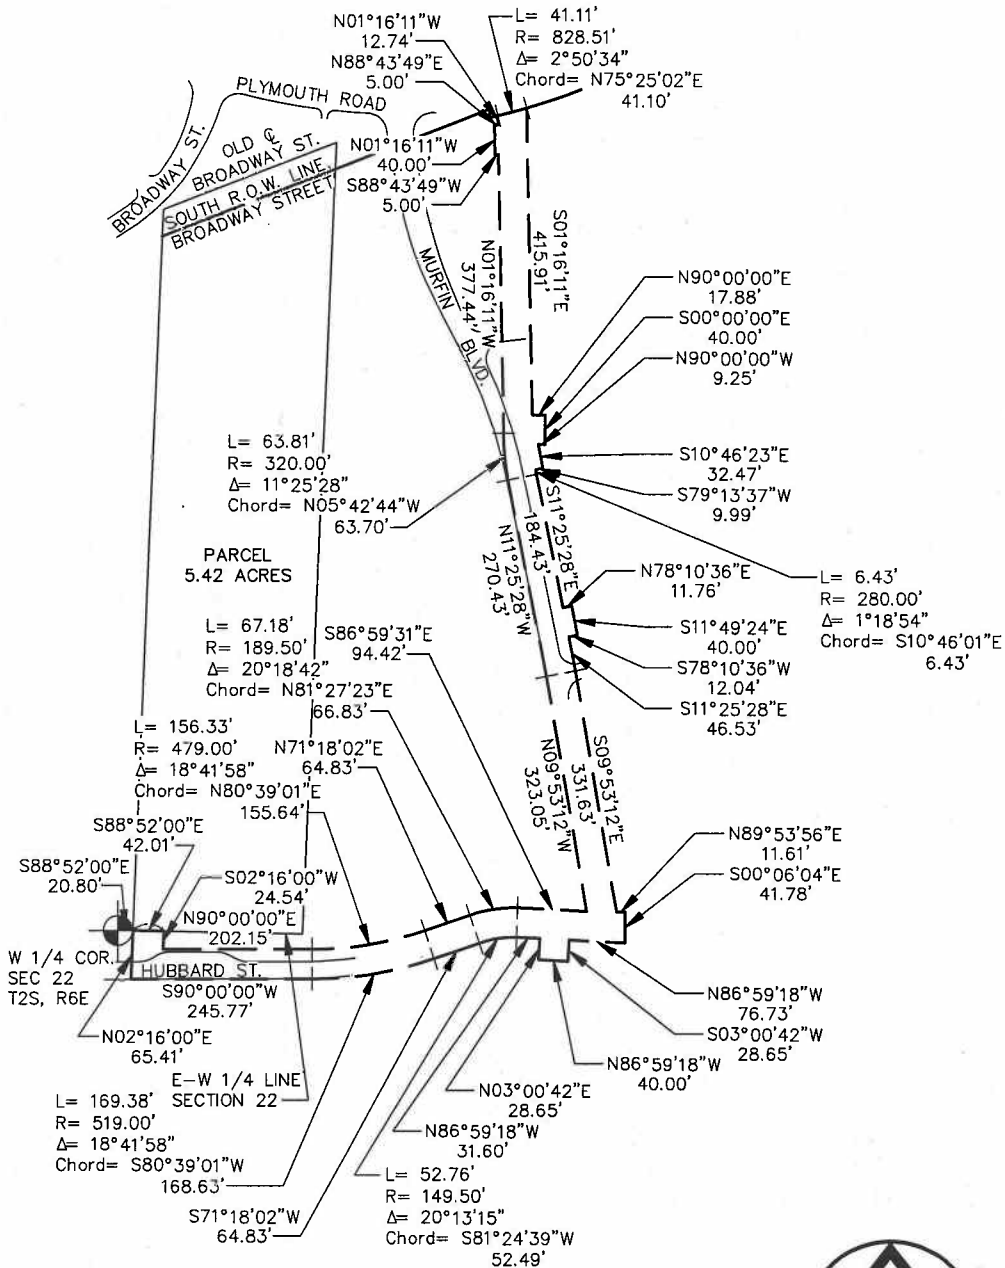 N01°16'11"W
12.74'
N88°43'49"E
5.00'
L= 41.11'
R= 828.51'
Δ= 2°50'34"
Chord= N75°25'02"E
41.10'
PLYMOUTH ROAD
BROADWAY ST.
OLD ℄
BROADWAY ST.
SOUTH R.O.W. LINE
BROADWAY STREET
N01°16'11"W
40.00'
S88°43'49"W
5.00'
MURFIN BLVD.
N01°16'11"W
377.44'
S01°16'11"E
415.91'
N90°00'00"E
17.88'
S00°00'00"E
40.00'
N90°00'00"W
9.25'
L= 63.81'
R= 320.00'
Δ= 11°25'28"
Chord= N05°42'44"W
63.70'
S10°46'23"E
32.47'
S79°13'37"W
9.99'
S11°25'28"E
184.43'
N11°25'28"W
270.43'
PARCEL
5.42 ACRES
N78°10'36"E
11.76'
L= 6.43'
R= 280.00'
Δ= 1°18'54"
Chord= S10°46'01"E
6.43'
S11°49'24"E
40.00'
S78°10'36"W
12.04'
S11°25'28"E
46.53'
L= 67.18'
R= 189.50'
Δ= 20°18'42"
Chord= N81°27'23"E
66.83'
S86°59'31"E
94.42'
L= 156.33'
R= 479.00'
Δ= 18°41'58"
Chord= N80°39'01"E
155.64'
N71°18'02"E
64.83'
N09°53'12"W
323.05'
S09°53'12"E
331.63'
S88°52'00"E
42.01'
S88°52'00"E
20.80'
S02°16'00"W
24.54'
N90°00'00"E
202.15'
N89°53'56"E
11.61'
S00°06'04"E
41.78'
W 1/4 COR.
SEC 22
T2S, R6E
HUBBARD ST.
S90°00'00"W
245.77'
N02°16'00"E
65.41'
E-W 1/4 LINE
SECTION 22
N86°59'18"W
76.73'
S03°00'42"W
28.65'
N86°59'18"W
40.00'
N03°00'42"E
28.65'
N86°59'18"W
31.60'
L= 169.38'
R= 519.00'
Δ= 18°41'58"
Chord= S80°39'01"W
168.63'
L= 52.76'
R= 149.50'
Δ= 20°13'15"
Chord= S81°24'39"W
52.49'
S71°18'02"W
64.83'